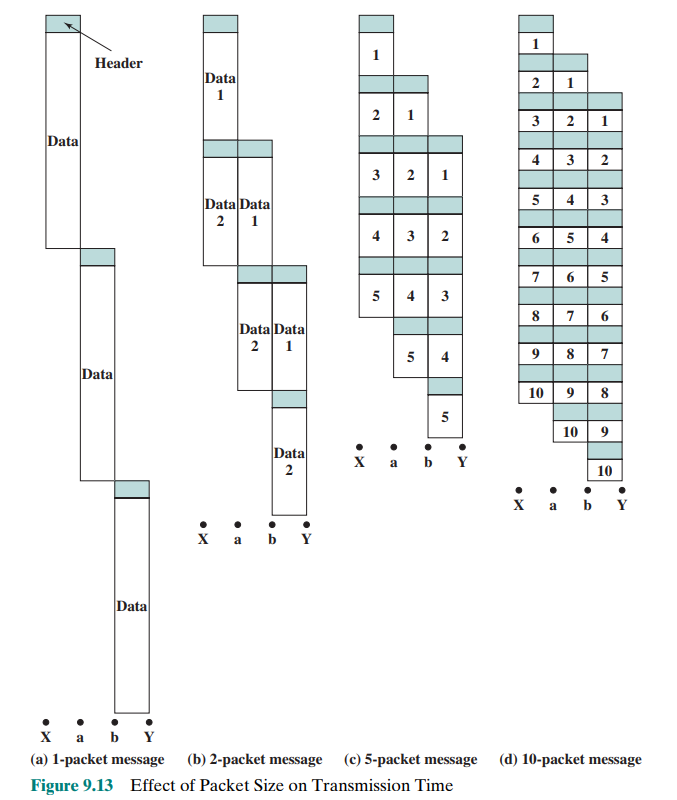 Header
Data
Data
Data
X a b Y
(a) 1-packet message
Data
1
Data Data
2 1
Data Data
2 1
Data
2
X a b Y
(b) 2-packet message
1
2 1
3 2 1
4 3 2
5 4 3
5 4
5
X a b Y
(c) 5-packet message
1
2 1
3 2 1
4 3 2
5 4 3
6 5 4
7 6 5
8 7 6
9 8 7
10 9 8
10 9
10
X a b Y
(d) 10-packet message
Figure 9.13 Effect of Packet Size on Transmission Time